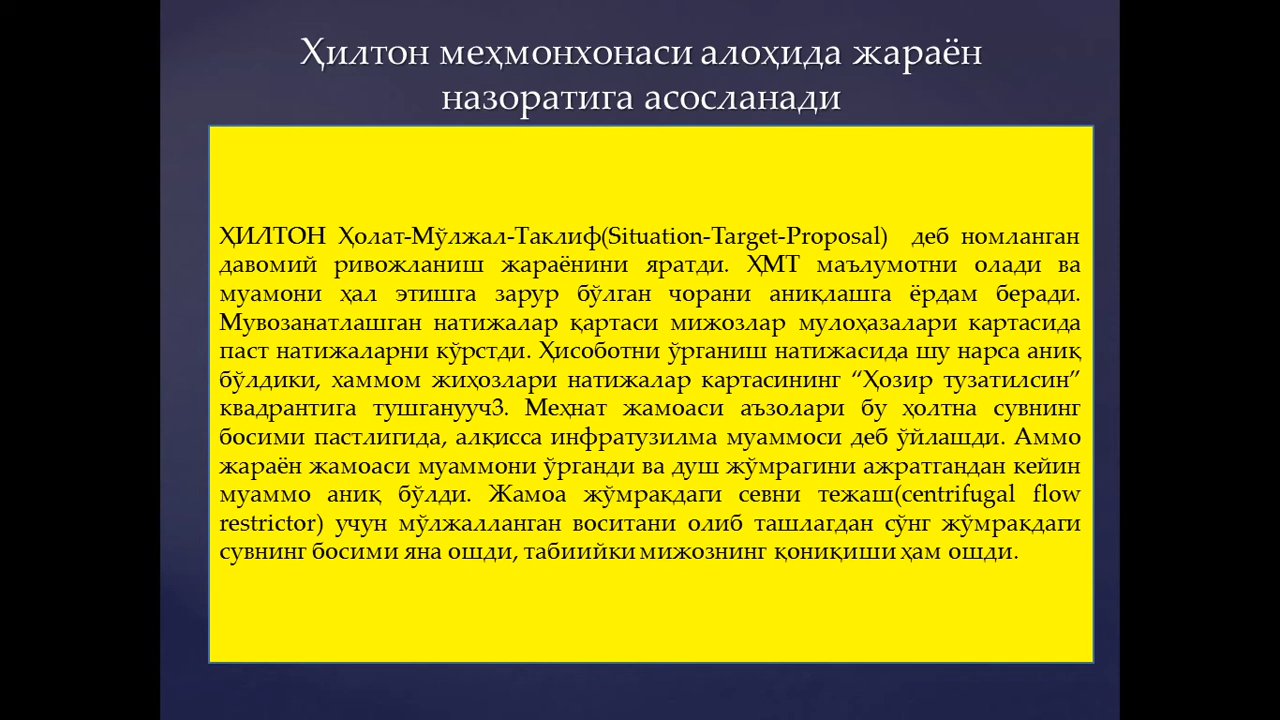 Ҳилтон меҳмонхонаси алоҳида жараён
назоратига асосланади
ҲИЛТОН Ҳолат-Мўлжал-Таклиф(Situation-Target-Proposal) деб номланган
давомий ривожланиш жараёнини яратди. ҲМТ маълумотни олади ва
муамони ҳал этишга зарур бўлган чорани аниқлашга ёрдам беради.
Мувозанатлашган натижалар қартаси мижозлар мулоҳазалари картасида
паст натижаларни кўрстди. Ҳисоботни ўрганиш натижасида шу нарса аниқ
бўлдики, хаммом жиҳозлари натижалар картасининг “Ҳозир тузатилсин”
квадрантига тушганууч3. Меҳнат жамоаси аъзолари бу ҳолтна сувнинг
босими пастлигида, алқисса инфратузилма муаммоси деб ўйлашди. Аммо
жараён жамоаси муаммони ўрганди ва душ жўмрагини ажратгандан кейин
муаммо аниқ бўлди. Жамоа жўмракдаги севни тежаш(centrifugal flow
restrictor) учун мўлжалланган воситани олиб ташлагдан сўнг жўмракдаги
сувнинг босими яна ошди, табиийки мижознинг қониқиши ҳам ошди.